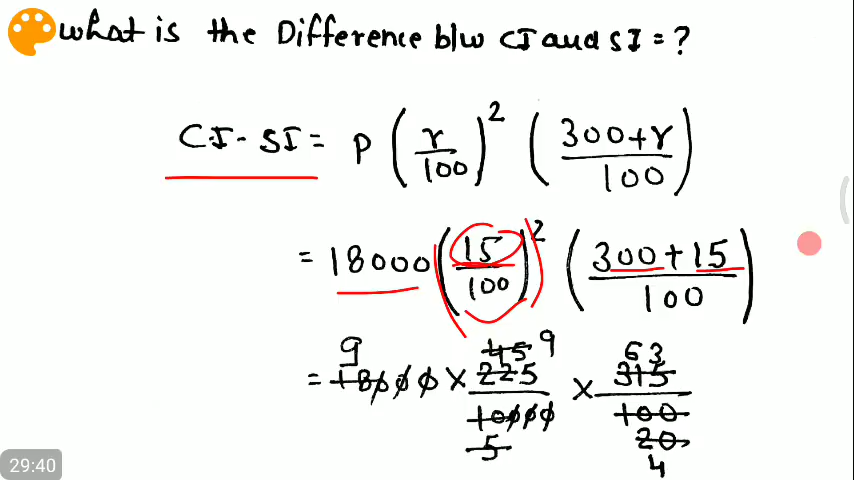 What is the Difference b/w CI and SI = ?
C.I - SI = P (r/100)² (300+r/100)
= 18000 (15/100)² (300+15/100)
9 45 9 63
= 18000 × 225/10000 × 315/100
5 20
4
29:40